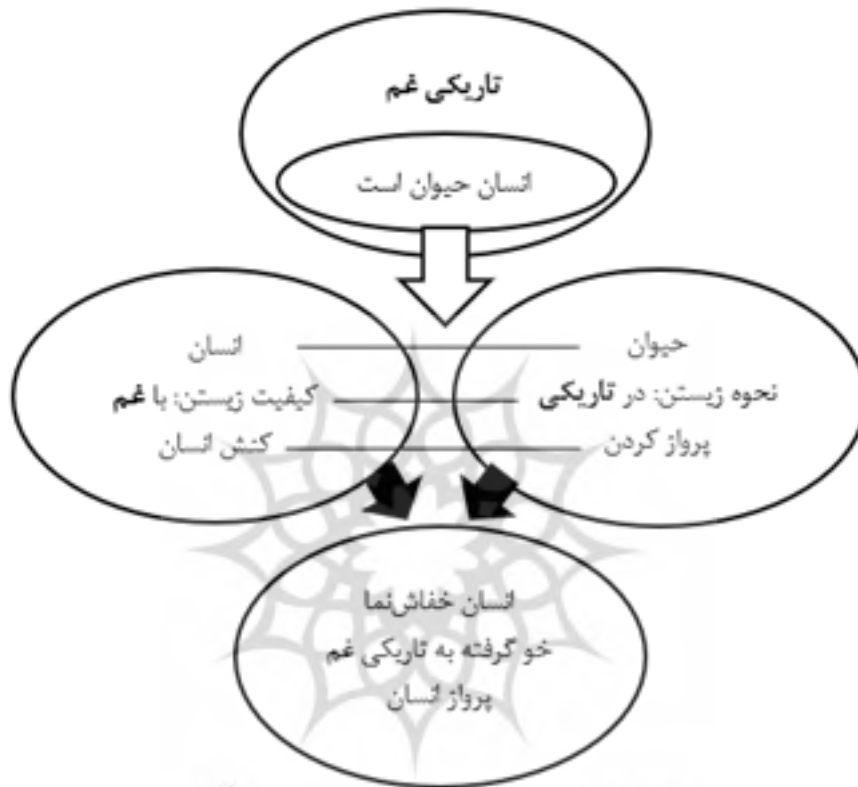 تاریکی غم
انسان حیوان است
حیوان
نحوه زیستن: در تاریکی
پرواز کردن
انسان
کیفیت زیستن: با غم
کنش انسان
انسان خفاش‌نما
خو گرفته به تاریکی غم
پرواز انسان